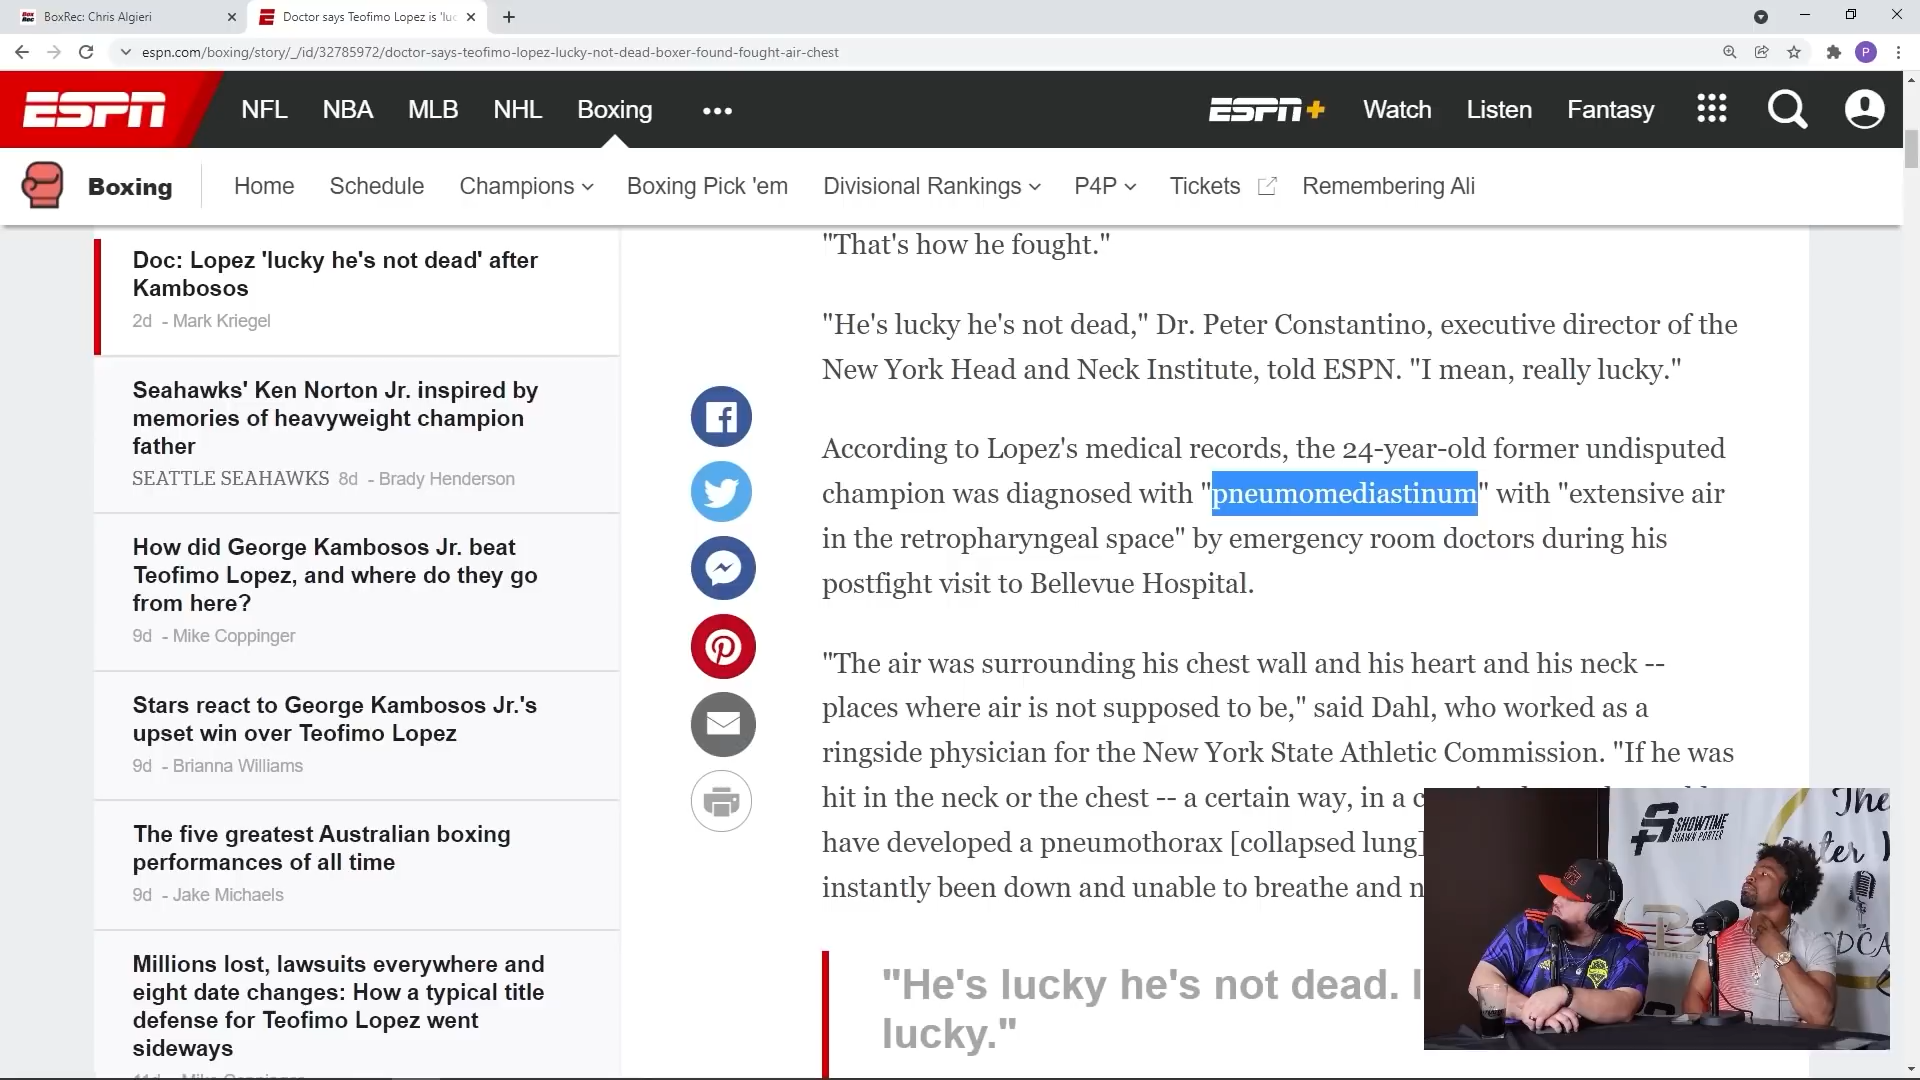 BoxRec: Chris Algieri
Doctor says Teofimo Lopez is 'luc
espn.com/boxing/story/_/id/32785972/doctor-says-teofimo-lopez-lucky-not-dead-boxer-found-fought-air-chest
P
ESPN NFL NBA MLB NHL Boxing ESPN+ Watch Listen Fantasy
Boxing Home Schedule Champions Boxing Pick 'em Divisional Rankings P4P Tickets Remembering Ali
Doc: Lopez 'lucky he's not dead' after
Kambosos
2d - Mark Kriegel
Seahawks' Ken Norton Jr. inspired by
memories of heavyweight champion
father
SEATTLE SEAHAWKS 8d - Brady Henderson
How did George Kambosos Jr. beat
Teofimo Lopez, and where do they go
from here?
9d - Mike Coppinger
Stars react to George Kambosos Jr.'s
upset win over Teofimo Lopez
9d - Brianna Williams
The five greatest Australian boxing
performances of all time
9d - Jake Michaels
Millions lost, lawsuits everywhere and
eight date changes: How a typical title
defense for Teofimo Lopez went
sideways
"That's how he fought."
"He's lucky he's not dead," Dr. Peter Constantino, executive director of the
New York Head and Neck Institute, told ESPN. "I mean, really lucky."
According to Lopez's medical records, the 24-year-old former undisputed
champion was diagnosed with "pneumomediastinum" with "extensive air
in the retropharyngeal space" by emergency room doctors during his
postfight visit to Bellevue Hospital.
"The air was surrounding his chest wall and his heart and his neck --
places where air is not supposed to be," said Dahl, who worked as a
ringside physician for the New York State Athletic Commission. "If he was
hit in the neck or the chest -- a certain way, in a
have developed a pneumothorax [collapsed lung]
instantly been down and unable to breathe and
"He's lucky he's not dead. I
lucky."
SHOWTIME
SHAWN PORTER
The